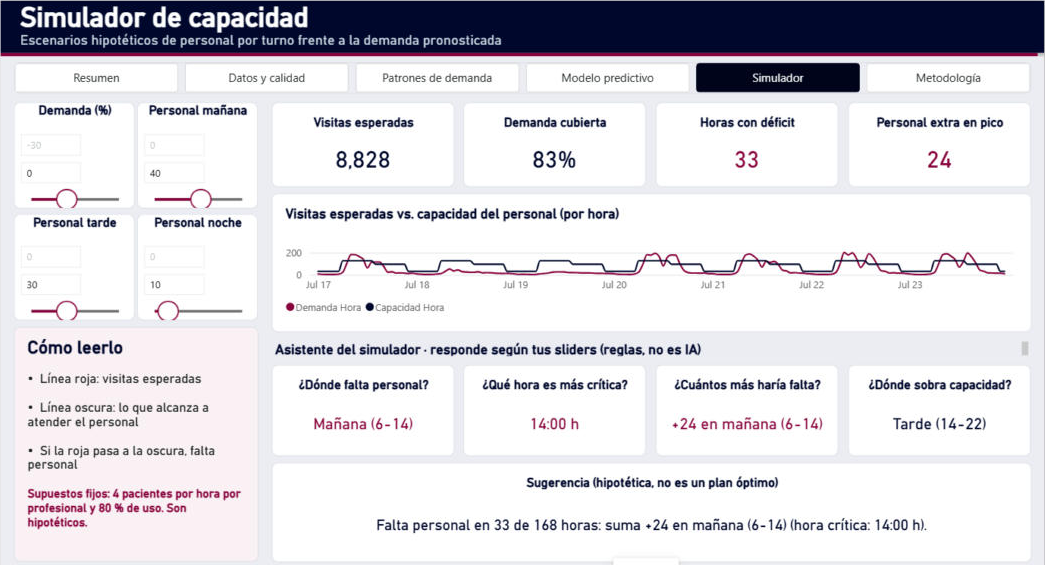 Simulador de capacidad
Escenarios hipotéticos de personal por turno frente a la demanda pronosticada
Resumen
Datos y calidad
Patrones de demanda
Modelo predictivo
Simulador
Metodología
Demanda (%)
-30
0
Personal mañana
0
40
Personal tarde
0
30
Personal noche
0
10
Visitas esperadas
8,828
Demanda cubierta
83%
Horas con déficit
33
Personal extra en pico
24
Visitas esperadas vs. capacidad del personal (por hora)
200
0
Jul 17
Jul 18
Jul 19
Jul 20
Jul 21
Jul 22
Jul 23
Demanda Hora
Capacidad Hora
Cómo leerlo
• Línea roja: visitas esperadas
• Línea oscura: lo que alcanza a
atender el personal
• Si la roja pasa a la oscura, falta
personal
Supuestos fijos: 4 pacientes por hora por
profesional y 80 % de uso. Son
hipotéticos.
Asistente del simulador · responde según tus sliders (reglas, no es IA)
¿Dónde falta personal?
Mañana (6-14)
¿Qué hora es más crítica?
14:00 h
¿Cuántos más haría falta?
+24 en mañana (6-14)
¿Dónde sobra capacidad?
Tarde (14-22)
Sugerencia (hipotética, no es un plan óptimo)
Falta personal en 33 de 168 horas: suma +24 en mañana (6-14) (hora crítica: 14:00 h).